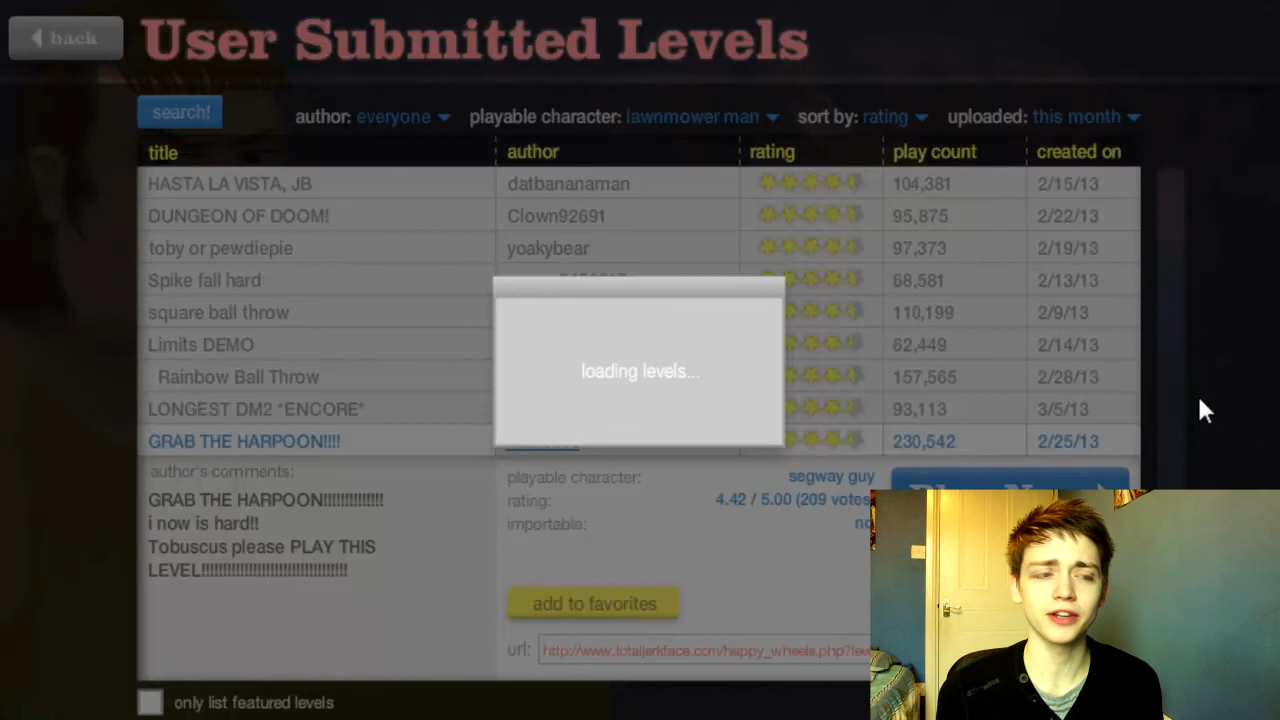 back
User Submitted Levels
search!
author: everyone
playable character: lawnmower man
sort by: rating
uploaded: this month
title author rating play count created on
HASTA LA VISTA, JB datbananaman 104,381 2/15/13
DUNGEON OF DOOM! Clown92691 95,875 2/22/13
toby or pewdiepie yoakybear 97,373 2/19/13
Spike fall hard 68,581 2/13/13
square ball throw 110,199 2/9/13
Limits DEMO 62,449 2/14/13
Rainbow Ball Throw 157,565 2/28/13
LONGEST DM2 *ENCORE* 93,113 3/5/13
GRAB THE HARPOON!!!! 230,542 2/25/13
loading levels...
author's comments:
GRAB THE HARPOON!!!!!!!!!!!!!!
i now is hard!!
Tobuscus please PLAY THIS
LEVEL!!!!!!!!!!!!!!!!!!!!!!!!!!!!!!!!!!
playable character: segway guy
rating: 4.42 / 5.00 (209 votes
importable: no
add to favorites
url: http://www.totaljerkface.com/happy_wheels.php?lev
only list featured levels